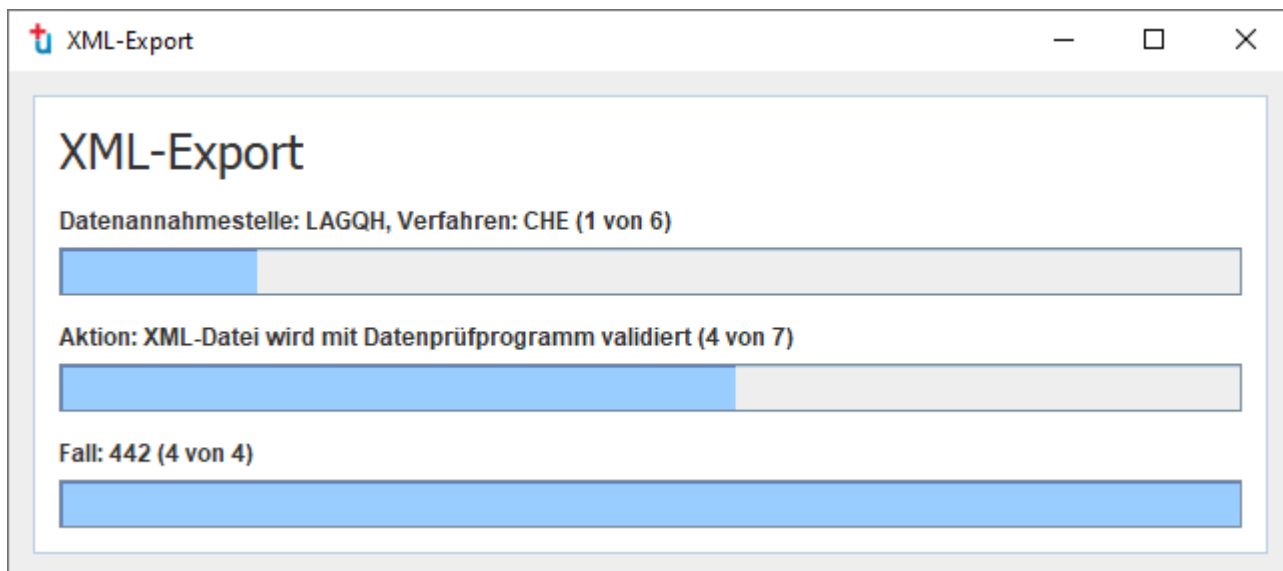 XML-Export
XML-Export
Datenannahmestelle: LAGQH, Verfahren: CHE (1 von 6)
Aktion: XML-Datei wird mit Datenprüfprogramm validiert (4 von 7)
Fall: 442 (4 von 4)